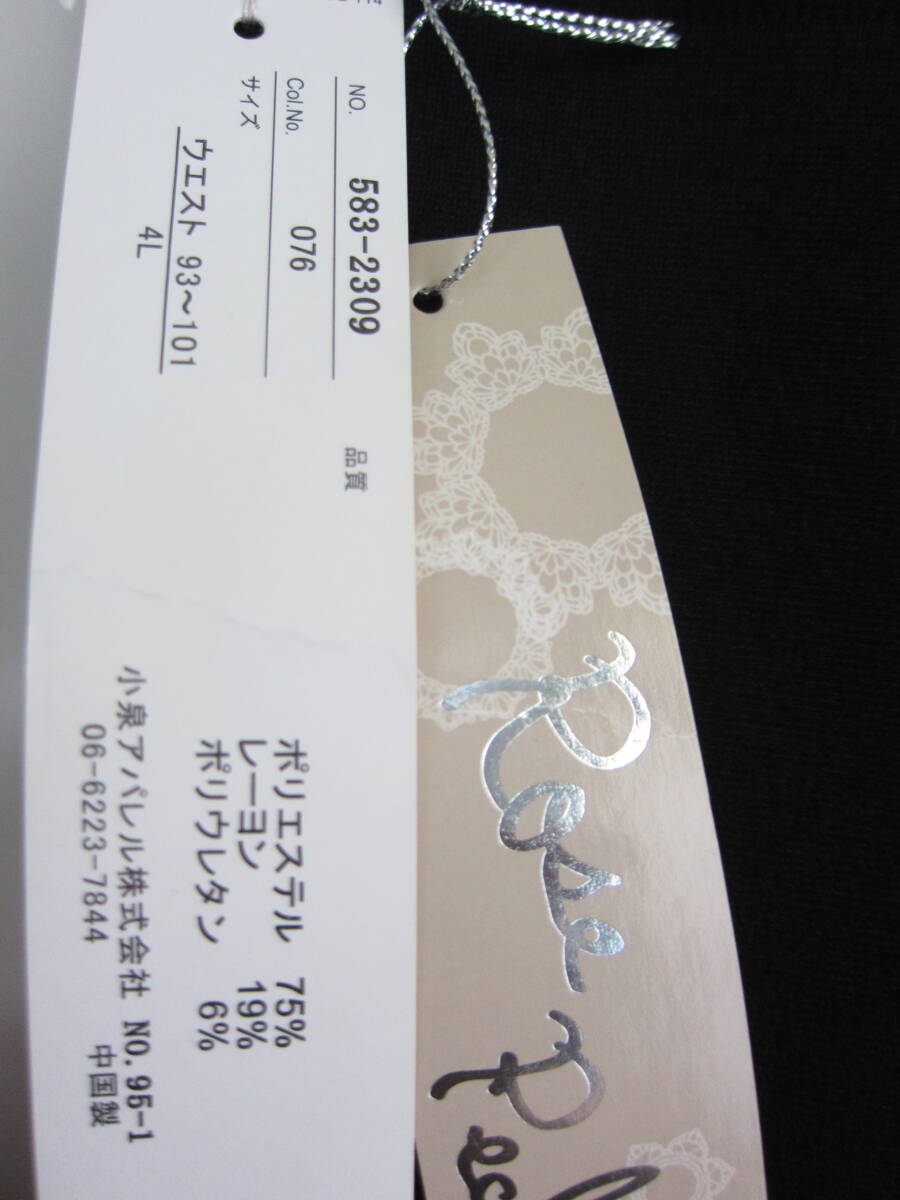 NO. 583-2309
Col.No. 076
サイズ
ウエスト 93～101
4L
品質
ポリエステル 75%
レーヨン 19%
ポリウレタン 6%
小泉アパレル株式会社 NO.95-1
06-6223-7844 中国製
Rose